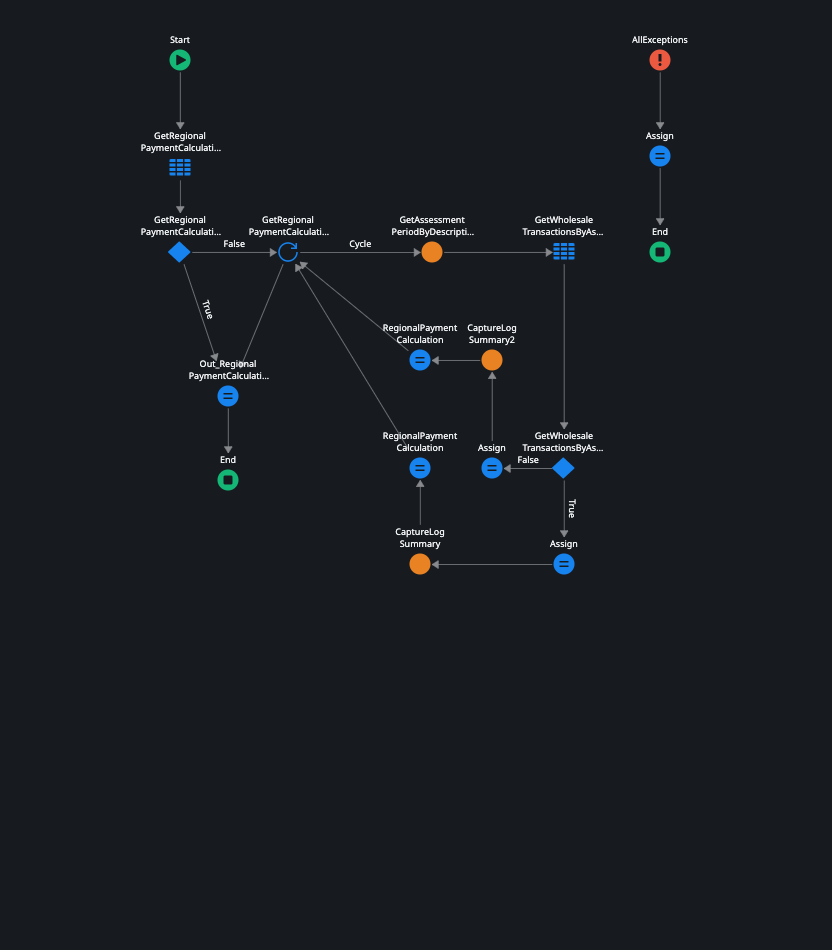 Start
AllExceptions
GetRegional
PaymentCalculati...
Assign
GetRegional
PaymentCalculati...
False
GetRegional
PaymentCalculati...
Cycle
GetAssessment
PeriodByDescripti...
GetWholesale
TransactionsByAs...
End
True
RegionalPayment
Calculation
CaptureLog
Summary2
Out_Regional
PaymentCalculati...
RegionalPayment
Calculation
Assign
False
GetWholesale
TransactionsByAs...
End
True
CaptureLog
Summary
Assign